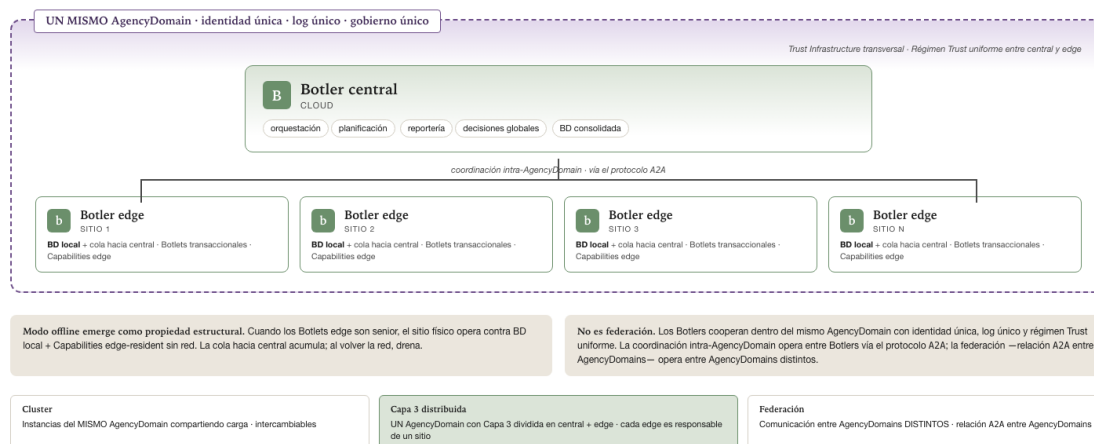 UN MISMO AgencyDomain · identidad única · log único · gobierno único
Trust Infrastructure transversal · Régimen Trust uniforme entre central y edge
B
Botler central
CLOUD
orquestación planificación reportería decisiones globales BD consolidada
coordinación intra-AgencyDomain · vía el protocolo A2A
b
Botler edge
SITIO 1
BD local + cola hacia central · Botlets transaccionales ·
Capabilities edge
b
Botler edge
SITIO 2
BD local + cola hacia central · Botlets transaccionales ·
Capabilities edge
b
Botler edge
SITIO 3
BD local + cola hacia central · Botlets transaccionales ·
Capabilities edge
b
Botler edge
SITIO N
BD local + cola hacia central · Botlets transaccionales ·
Capabilities edge
Modo offline emerge como propiedad estructural. Cuando los Botlets edge son senior, el sitio físico opera contra BD
local + Capabilities edge-resident sin red. La cola hacia central acumula; al volver la red, drena.
No es federación. Los Botlers cooperan dentro del mismo AgencyDomain con identidad única, log único y régimen Trust
uniforme. La coordinación intra-AgencyDomain opera entre Botlers vía el protocolo A2A; la federación —relación A2A entre
AgencyDomains— opera entre AgencyDomains distintos.
Cluster
Instancias del MISMO AgencyDomain compartiendo carga · intercambiables
Capa 3 distribuida
UN AgencyDomain con Capa 3 dividida en central + edge · cada edge es responsable
de un sitio
Federación
Comunicación entre AgencyDomains DISTINTOS · relación A2A entre AgencyDomains